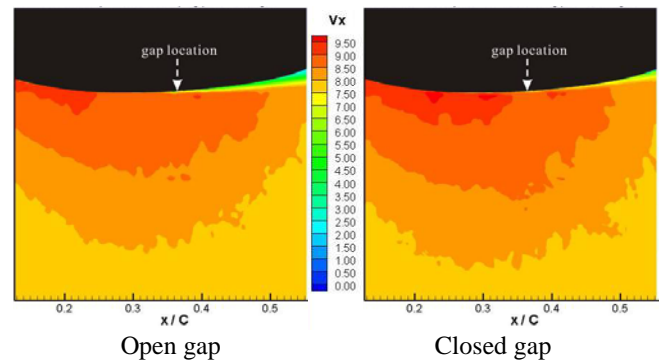 Vx
gap location
gap location
9.50
9.00
8.50
8.00
7.50
7.00
6.50
6.00
5.50
5.00
4.50
4.00
3.50
3.00
2.50
2.00
1.50
1.00
0.50
0.00
0.2 0.3 0.4 0.5
0.2 0.3 0.4 0.5
x / C
x / C
Open gap
Closed gap